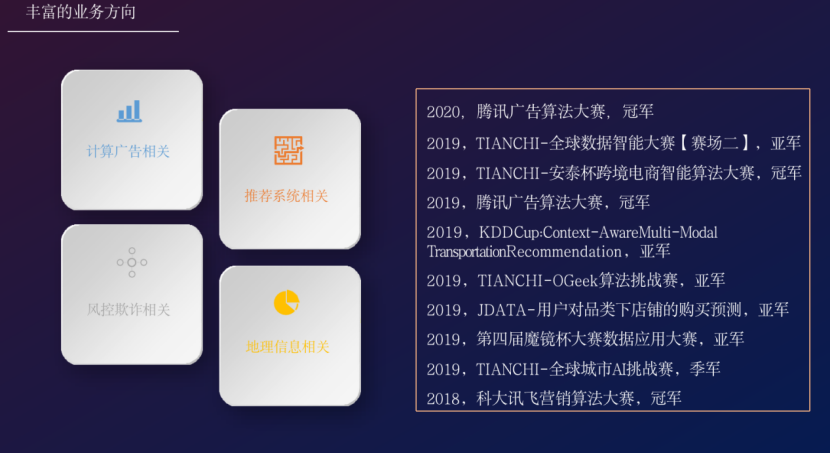 丰富的业务方向
计算广告相关
推荐系统相关
风控欺诈相关
地理信息相关
2020, 腾讯广告算法大赛, 冠军
2019, TIANCHI-全球数据智能大赛【赛场二】, 亚军
2019, TIANCHI-安泰杯跨境电商智能算法大赛, 冠军
2019, 腾讯广告算法大赛, 冠军
2019, KDDCup:Context-AwareMulti-Modal
TransportationRecommendation, 亚军
2019, TIANCHI-OGeek算法挑战赛, 亚军
2019, JDATA-用户对品类下店铺的购买预测, 亚军
2019, 第四届魔镜杯大赛数据应用大赛, 亚军
2019, TIANCHI-全球城市AI挑战赛, 季军
2018, 科大讯飞营销算法大赛, 冠军